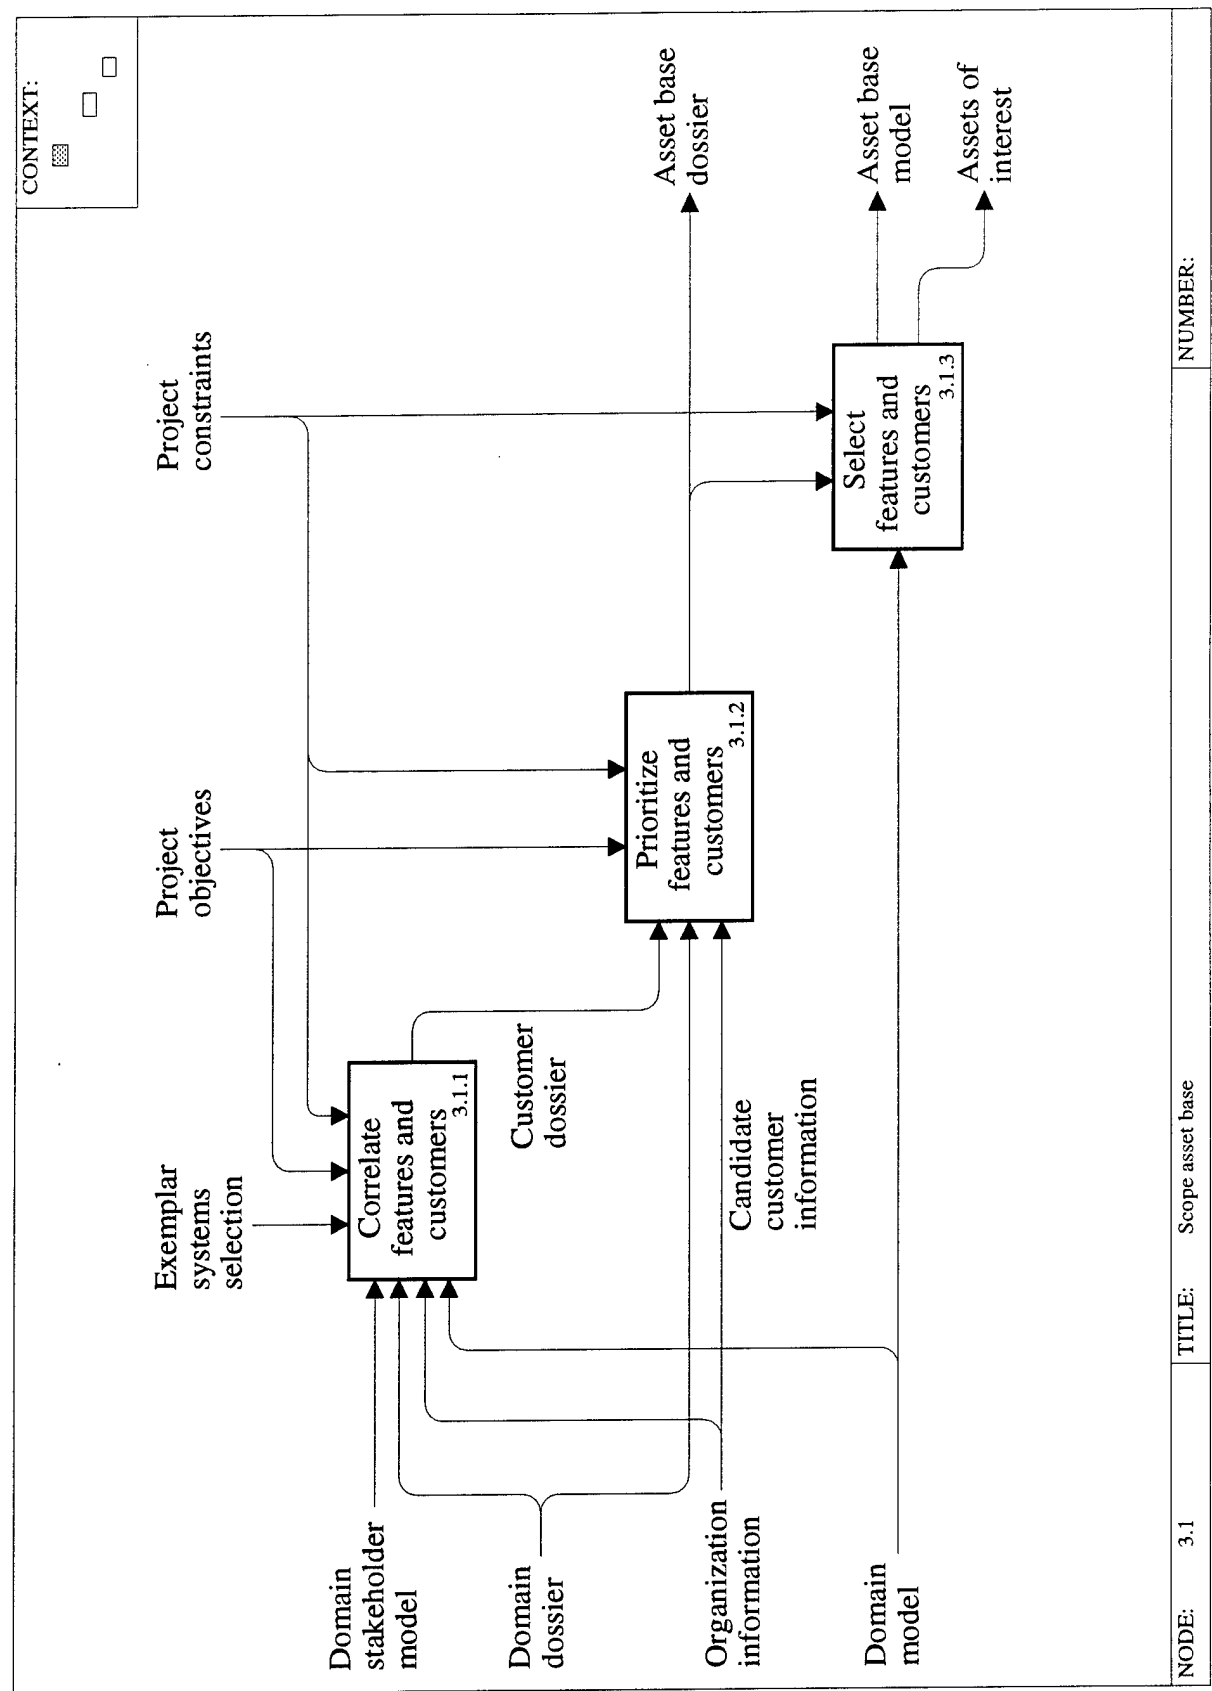 CONTEXT:
Project
constraints
Project
objectives
Exemplar
systems
selection
Domain
stakeholder
model
Correlate
features and
customers
3.1.1
Domain
dossier
Customer
dossier
Prioritize
features and
customers
3.1.2
Asset base
dossier
Organization
information
Candidate
customer
information
Domain
model
Select
features and
customers
3.1.3
Asset base
model
Assets of
interest
NODE: 3.1
TITLE: Scope asset base
NUMBER: